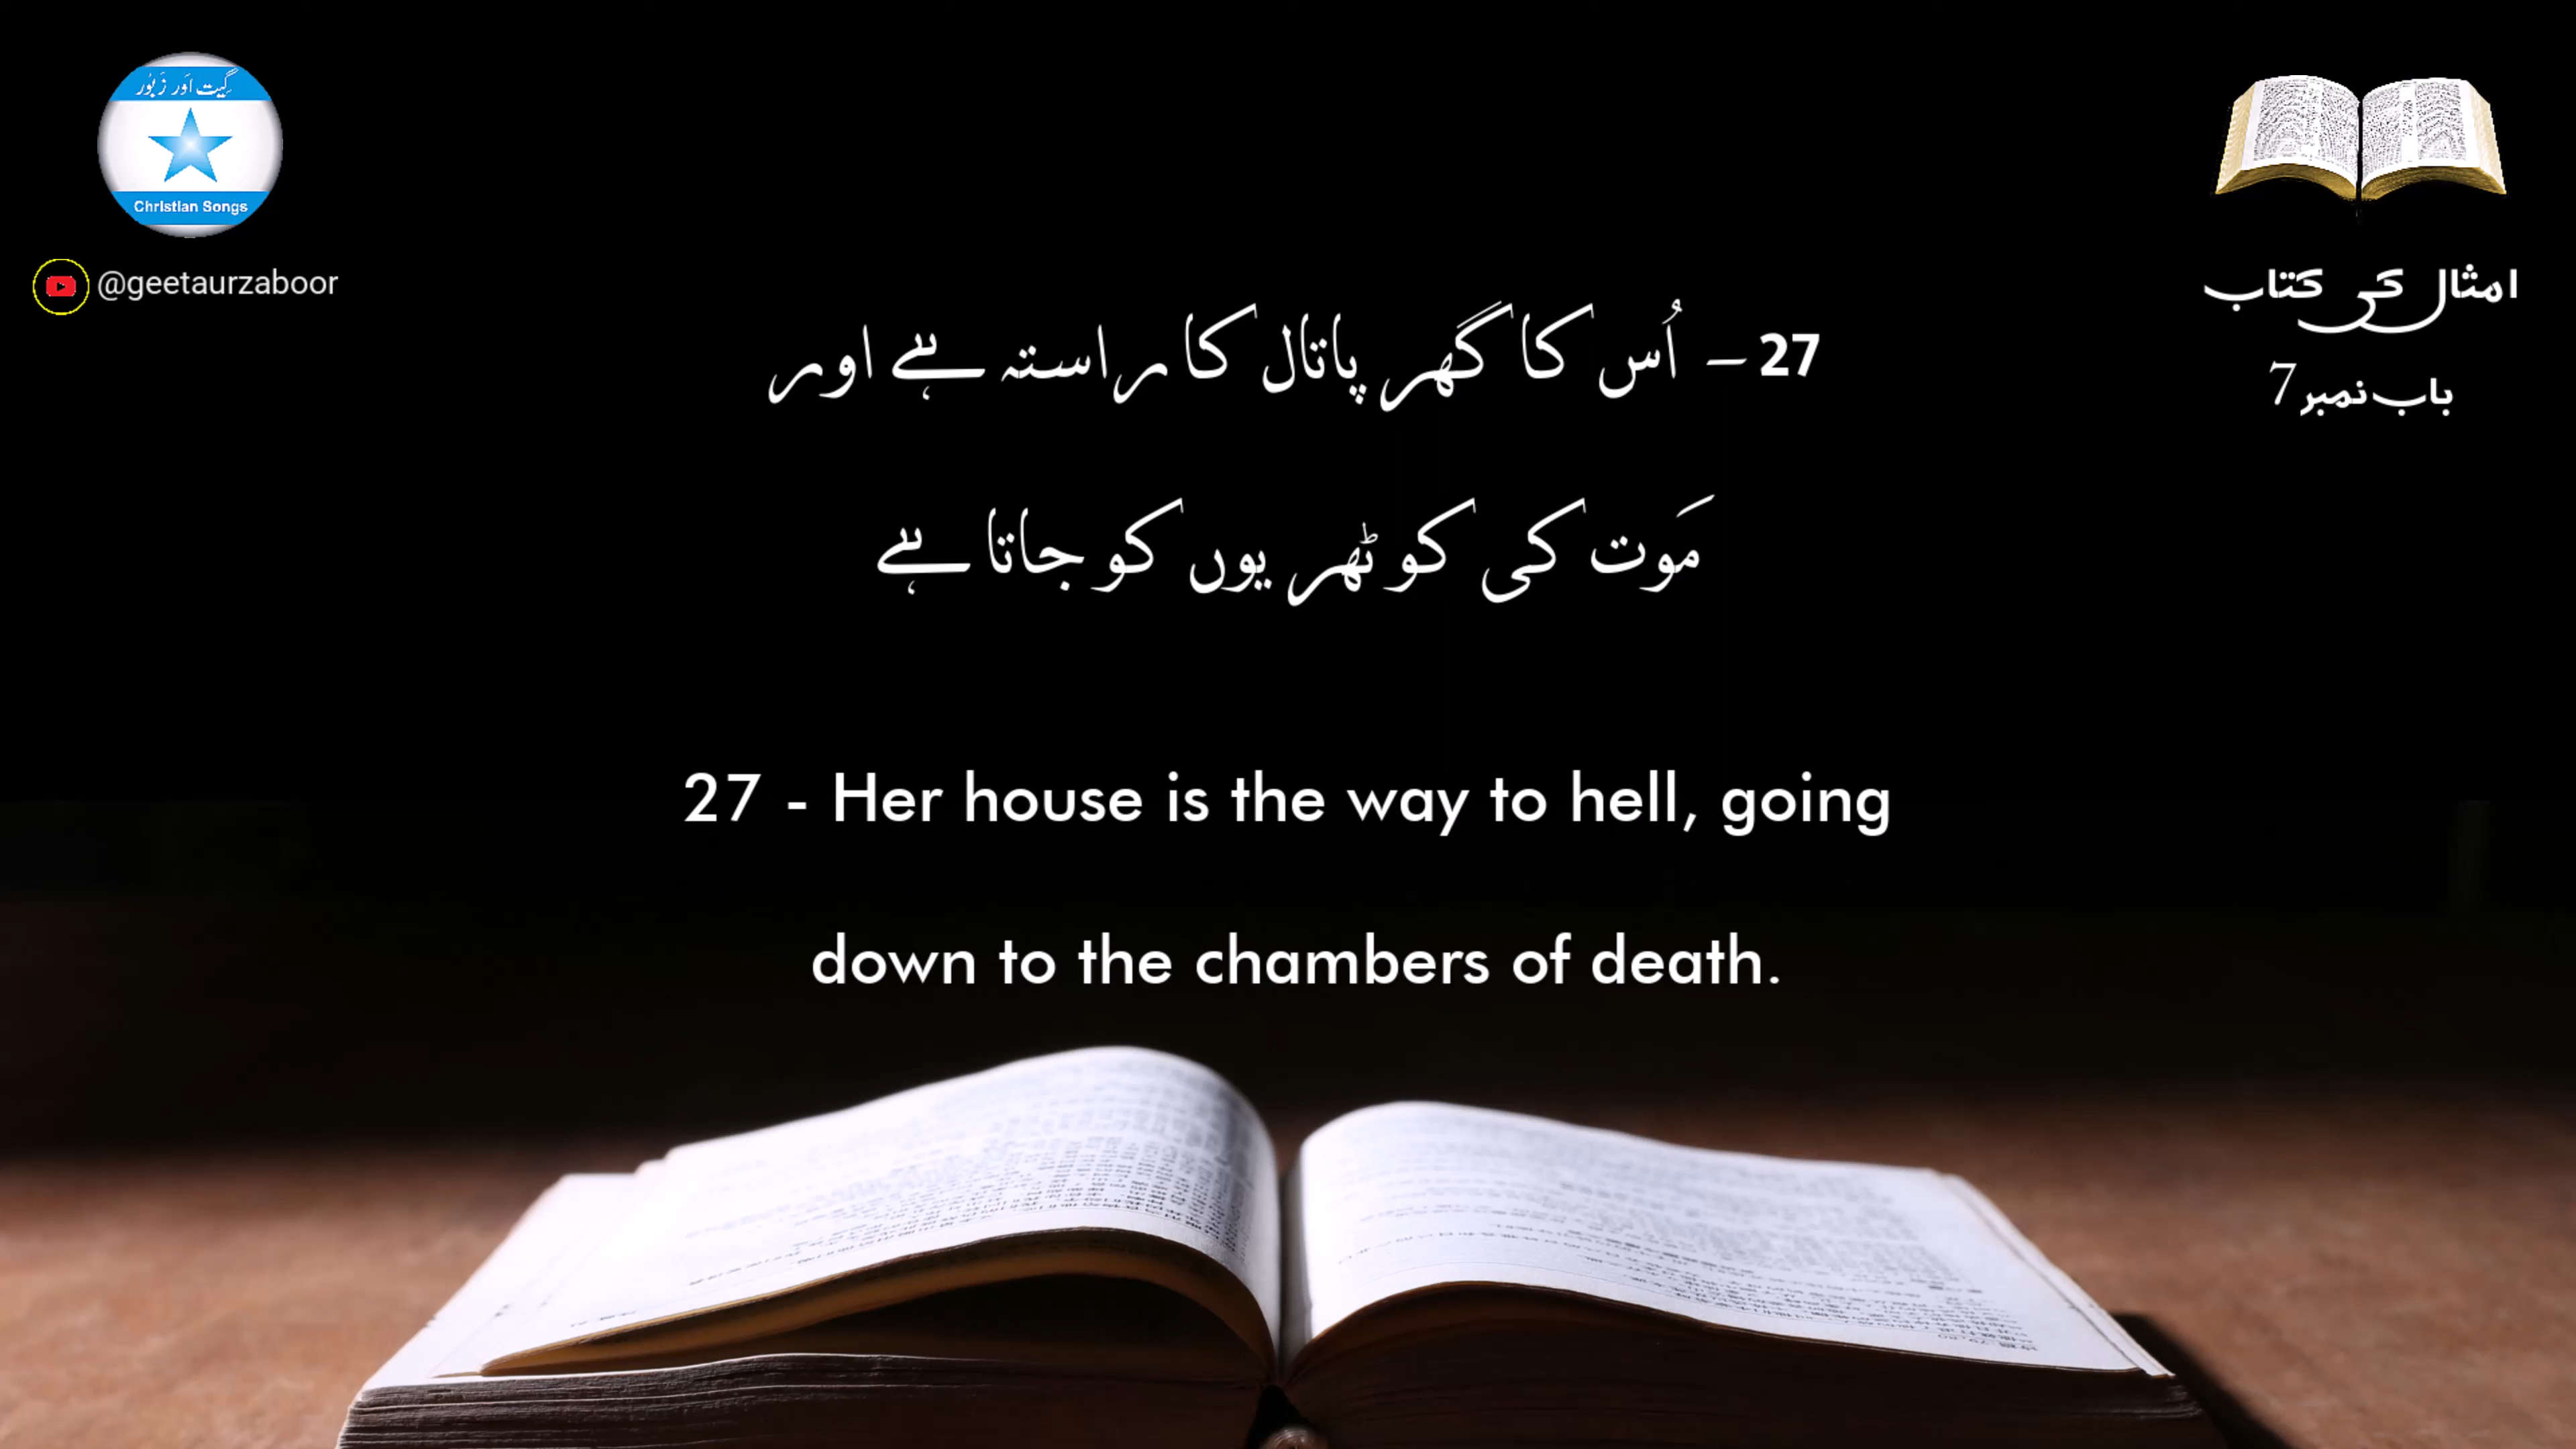 گِیت اَور زبُور
Christian Songs
@geetaurzaboor
امثال کی کتاب
باب نمبر 7
27 – اُس کا گھر پاتال کا راستہ ہے اور
مَوت کی کوٹھریوں کو جاتا ہے
27 - Her house is the way to hell, going
down to the chambers of death.